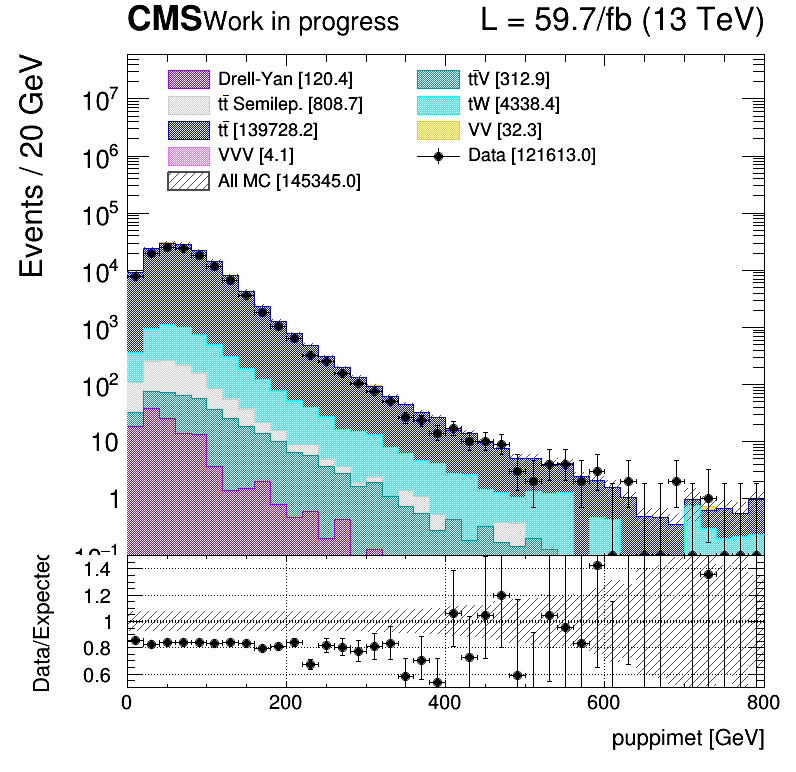 CMS Work in progress L = 59.7/fb (13 TeV)
Events / 20 GeV
Drell-Yan [120.4] tt̄V [312.9]
tt̄ Semilep. [808.7] tW [4338.4]
tt̄ [139728.2] VV [32.3]
VVV [4.1] Data [121613.0]
All MC [145345.0]
10⁷
10⁶
10⁵
10⁴
10³
10²
10
1
10⁻¹
Data/Expected
1.4
1.2
1
0.8
0.6
0 200 400 600 800
puppimet [GeV]